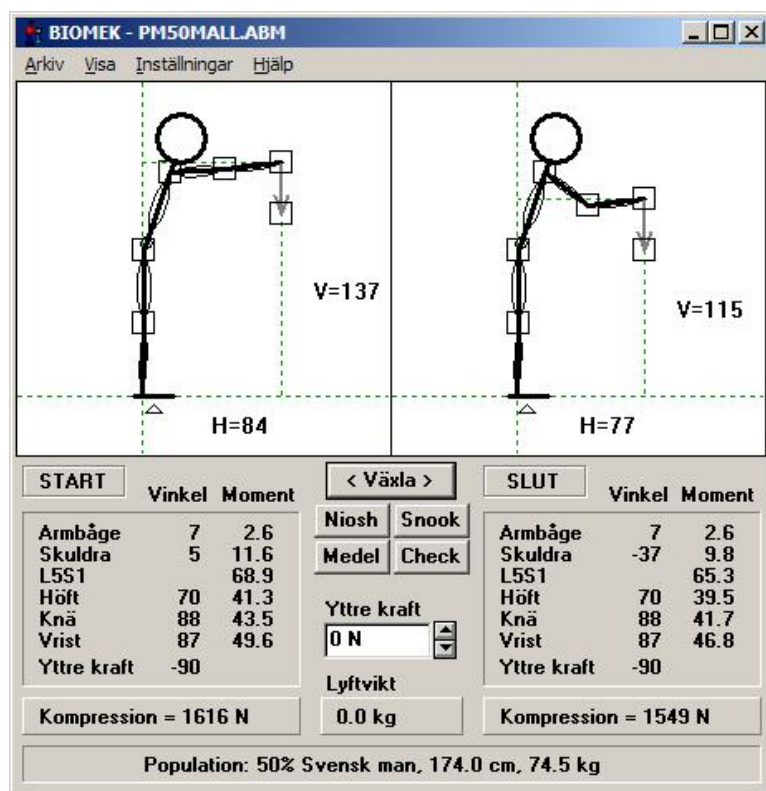 BIOMEK - PM50MALL.ABM
Arkiv Visa Inställningar Hjälp
V=137
V=115
H=84
H=77
START Vinkel Moment
Armbåge 7 2.6
Skuldra 5 11.6
L5S1 68.9
Höft 70 41.3
Knä 88 43.5
Vrist 87 49.6
Yttre kraft -90
Kompression = 1616 N
< Växla >
Niosh Snook
Medel Check
Yttre kraft
0 N
Lyftvikt
0.0 kg
SLUT Vinkel Moment
Armbåge 7 2.6
Skuldra -37 9.8
L5S1 65.3
Höft 70 39.5
Knä 88 41.7
Vrist 87 46.8
Yttre kraft -90
Kompression = 1549 N
Population: 50% Svensk man, 174.0 cm, 74.5 kg